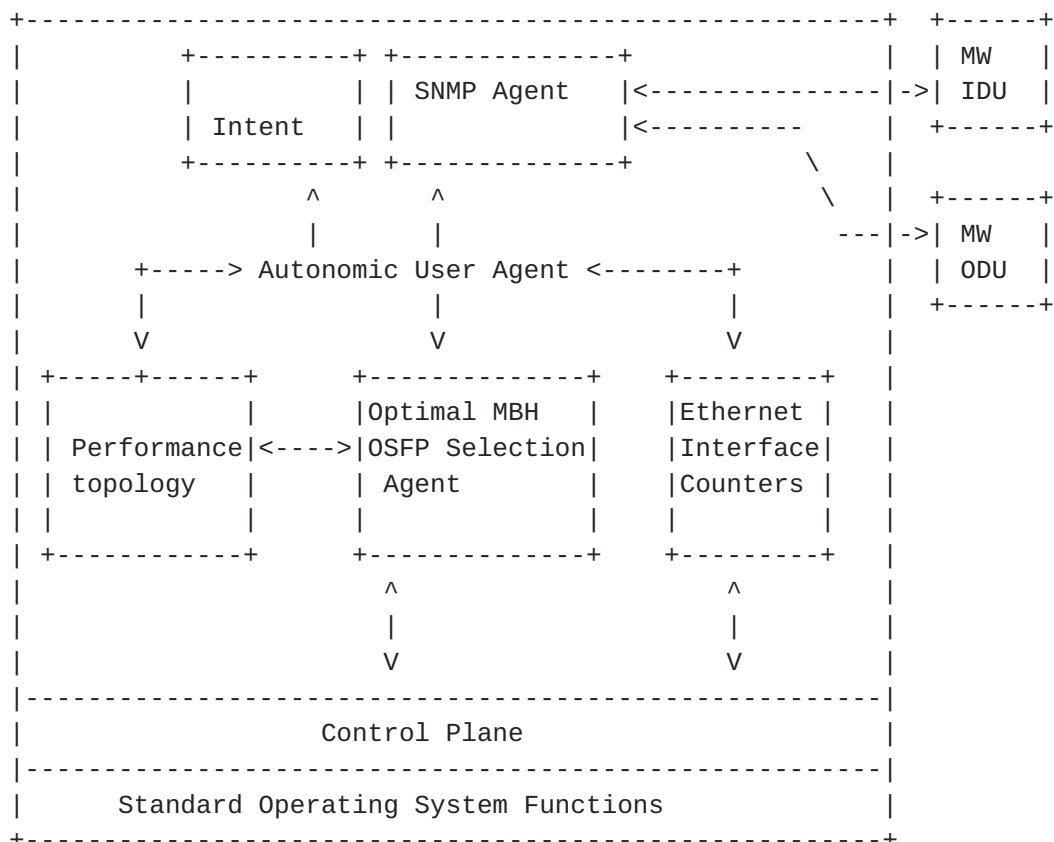 +-------------------------------------------------------+  +------+
|          +----------+ +--------------+                |  | MW   |
|          |          | | SNMP Agent   |<---------------|->| IDU  |
|          | Intent   | |              |<----------     |  +------+
|          +----------+ +--------------+           \    |
|                  ^       ^                        \   |  +------+
|                  |       |                         ---|->| MW   |
|       +-----> Autonomic User Agent <--------+         |  | ODU  |
|       |                  |                  |         |  +------+
|       V                  V                  V         |
| +-----+------+      +--------------+    +---------+   |
| |            |      |Optimal MBH   |    |Ethernet |   |
| | Performance|<---->|OSFP Selection|    |Interface|   |
| | topology   |      | Agent        |    |Counters |   |
| |            |      |              |    |         |   |
| +------------+      +--------------+    +---------+   |
|                       ^                     ^         |
|                       |                     |         |
|                       V                     V         |
|-------------------------------------------------------|
|                   Control Plane                       |
|-------------------------------------------------------|
|      Standard Operating System Functions              |
+-------------------------------------------------------+